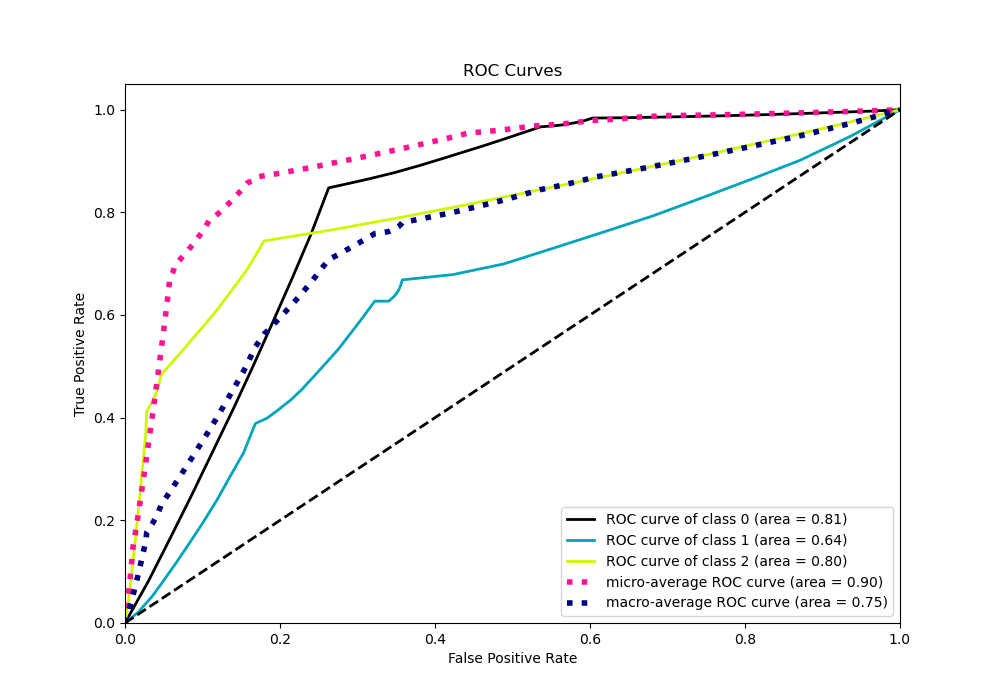 ROC Curves
True Positive Rate
1.0
0.8
0.6
0.4
0.2
0.0
0.0 0.2 0.4 0.6 0.8 1.0
False Positive Rate
ROC curve of class 0 (area = 0.81)
ROC curve of class 1 (area = 0.64)
ROC curve of class 2 (area = 0.80)
micro-average ROC curve (area = 0.90)
macro-average ROC curve (area = 0.75)